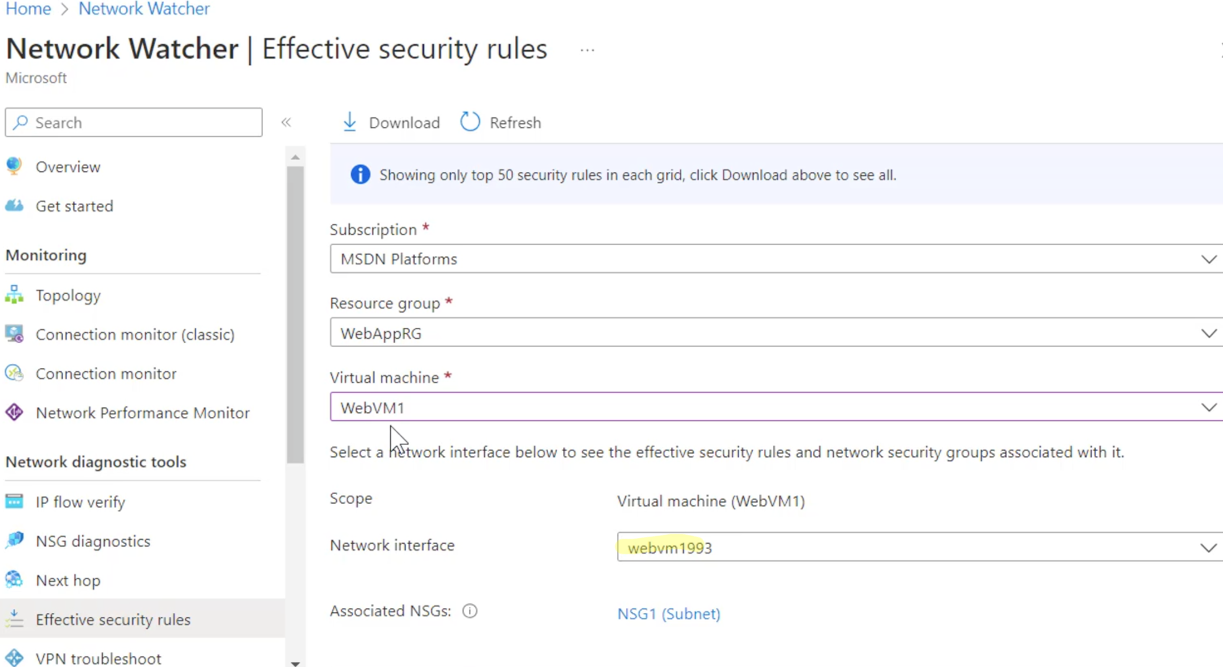 Home > Network Watcher
Network Watcher | Effective security rules ...
Microsoft
Search
«
Overview
Get started
Monitoring
Topology
Connection monitor (classic)
Connection monitor
Network Performance Monitor
Network diagnostic tools
IP flow verify
NSG diagnostics
Next hop
Effective security rules
VPN troubleshoot
Download Refresh
Showing only top 50 security rules in each grid, click Download above to see all.
Subscription *
MSDN Platforms
Resource group *
WebAppRG
Virtual machine *
WebVM1
Select a network interface below to see the effective security rules and network security groups associated with it.
Scope Virtual machine (WebVM1)
Network interface webvm1993
Associated NSGs: NSG1 (Subnet)